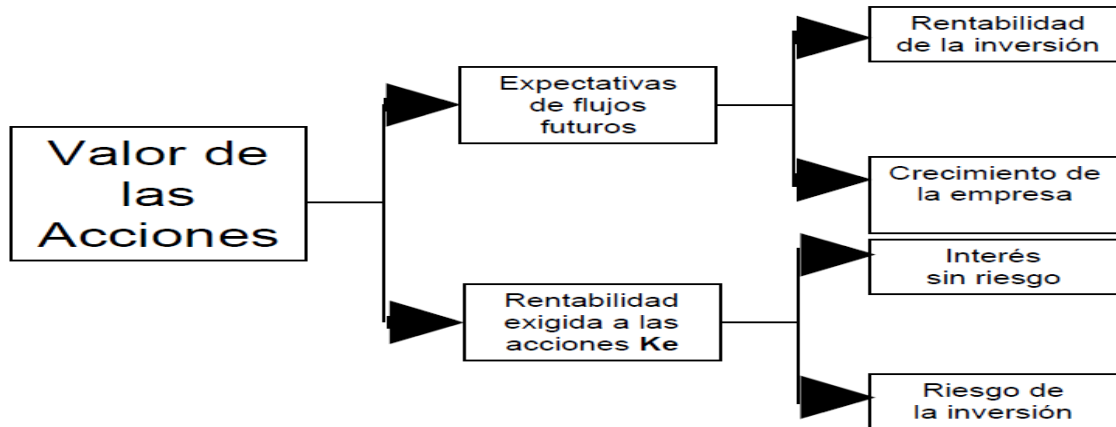 Valor de
las
Acciones
Expectativas
de flujos
futuros
Rentabilidad
exigida a las
acciones Ke
Rentabilidad
de la inversión
Crecimiento de
la empresa
Interés
sin riesgo
Riesgo de
la inversión